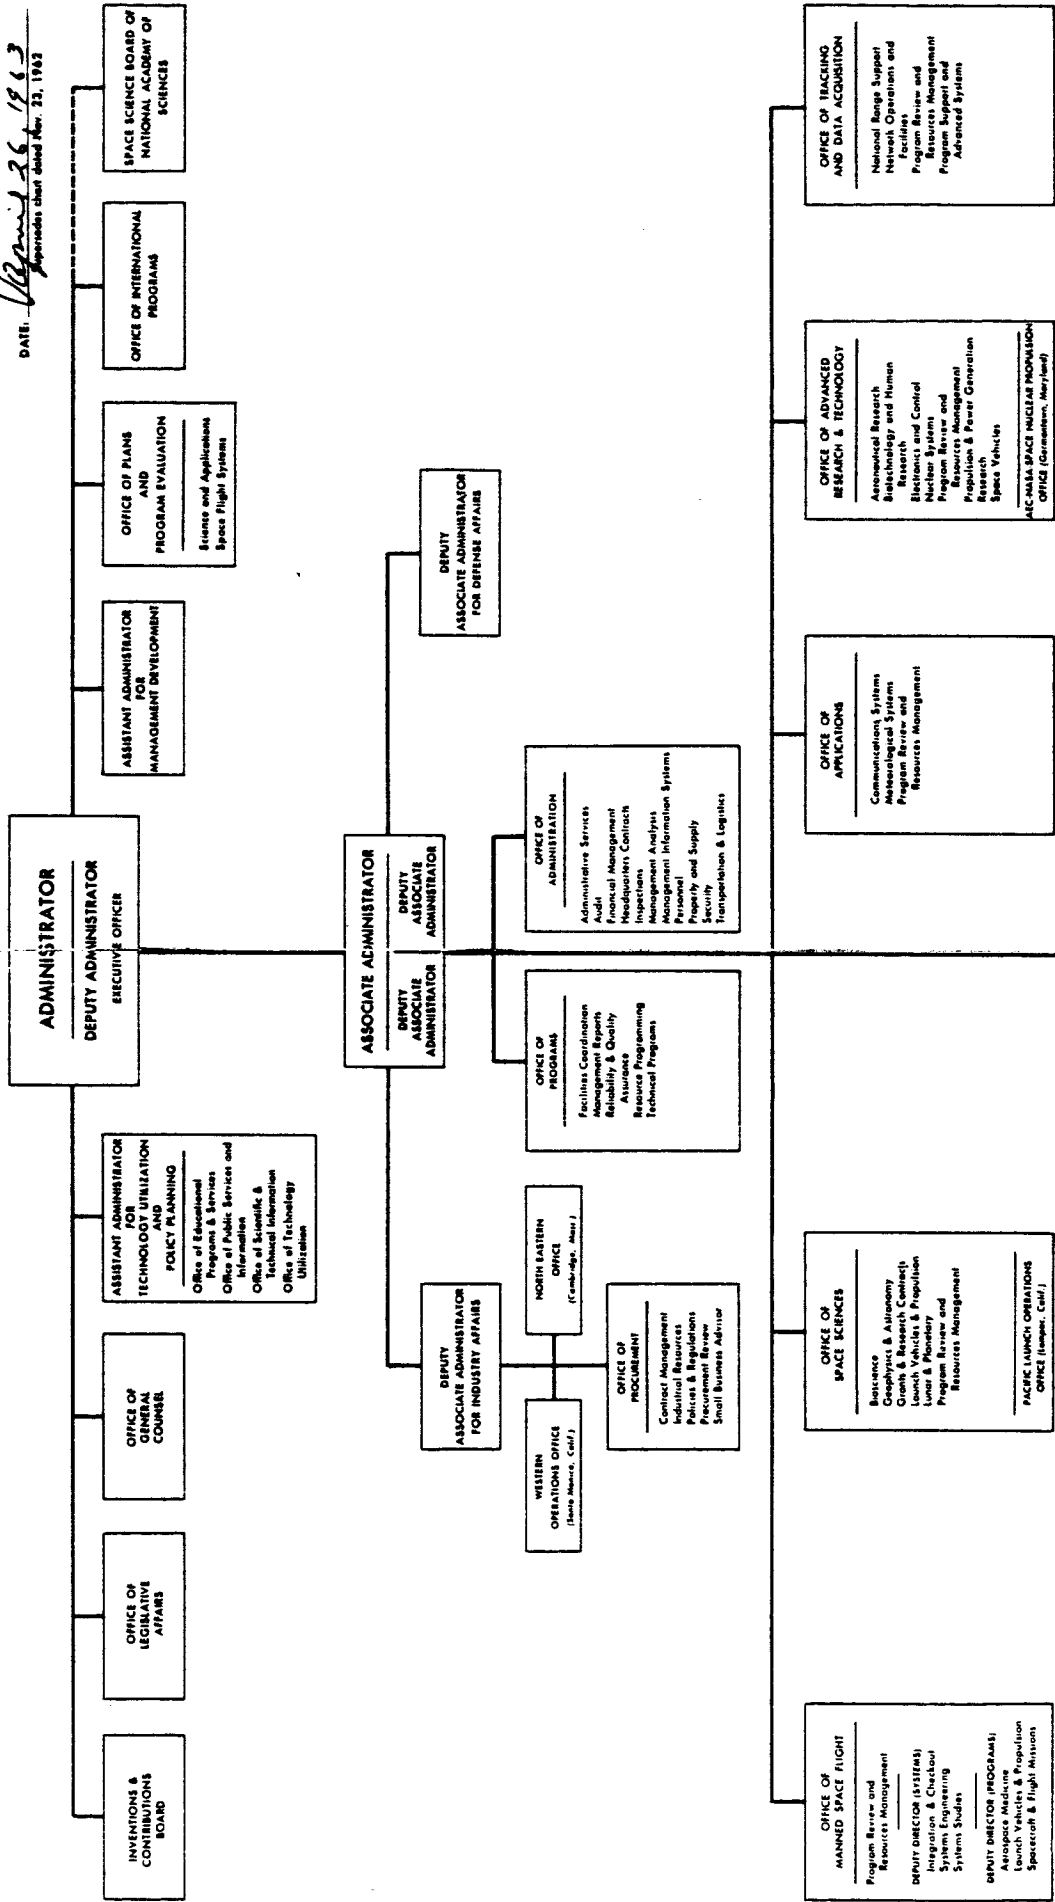 DATE: April 26, 1963
Supersedes chart dated Nov. 23, 1962
ADMINISTRATOR
DEPUTY ADMINISTRATOR
EXECUTIVE OFFICER
INVENTIONS &
CONTRIBUTIONS
BOARD
OFFICE OF
LEGISLATIVE
AFFAIRS
OFFICE OF
GENERAL
COUNSEL
ASSISTANT ADMINISTRATOR
FOR
TECHNOLOGY UTILIZATION
AND
POLICY PLANNING
Office of Educational
Programs & Services
Office of Public Services and
Information
Office of Scientific &
Technical Information
Office of Technology
Utilization
ASSISTANT ADMINISTRATOR
FOR
MANAGEMENT DEVELOPMENT
OFFICE OF PLANS
AND
PROGRAM EVALUATION
Science and Applications
Space Flight Systems
OFFICE OF INTERNATIONAL
PROGRAMS
SPACE SCIENCE BOARD OF
NATIONAL ACADEMY OF
SCIENCES
ASSOCIATE ADMINISTRATOR
DEPUTY
ASSOCIATE
ADMINISTRATOR
DEPUTY
ASSOCIATE
ADMINISTRATOR
DEPUTY
ASSOCIATE ADMINISTRATOR
FOR INDUSTRY AFFAIRS
DEPUTY
ASSOCIATE ADMINISTRATOR
FOR DEFENSE AFFAIRS
WESTERN
OPERATIONS OFFICE
(Santa Monica, Calif.)
NORTH EASTERN
OFFICE
(Cambridge, Mass.)
OFFICE OF
PROCUREMENT
Contract Management
Industrial Resources
Policies & Regulations
Procurement Review
Small Business Advisor
OFFICE OF
PROGRAMS
Facilities Coordination
Management Reports
Reliability & Quality
Assurance
Resource Programming
Technical Programs
OFFICE OF
ADMINISTRATION
Administrative Services
Audit
Financial Management
Headquarters Contracts
Inspections
Management Analysis
Management Information Systems
Personnel
Property and Supply
Security
Transportation & Logistics
OFFICE OF
MANNED SPACE FLIGHT
Program Review and
Resources Management
DEPUTY DIRECTOR (SYSTEMS)
Integration & Checkout
Systems Engineering
Systems Studies
DEPUTY DIRECTOR (PROGRAMS)
Aerospace Medicine
Launch Vehicles & Propulsion
Spacecraft & Flight Missions
OFFICE OF
SPACE SCIENCES
Bioscience
Geophysics & Astronomy
Grants & Research Contracts
Launch Vehicles & Propulsion
Lunar & Planetary
Program Review and
Resources Management
PACIFIC LAUNCH OPERATIONS
OFFICE (Lompoc, Calif.)
OFFICE OF
APPLICATIONS
Communications Systems
Meteorological Systems
Program Review and
Resources Management
OFFICE OF ADVANCED
RESEARCH & TECHNOLOGY
Aeronautical Research
Biotechnology and Human
Research
Electronics and Control
Nuclear Systems
Program Review and
Resources Management
Propulsion & Power Generation
Research
Space Vehicles
AEC-NASA SPACE NUCLEAR PROPULSION
OFFICE (Germantown, Maryland)
OFFICE OF TRACKING
AND DATA ACQUISITION
National Range Support
Network Operations and
Facilities
Program Review and
Resources Management
Program Support and
Advanced Systems